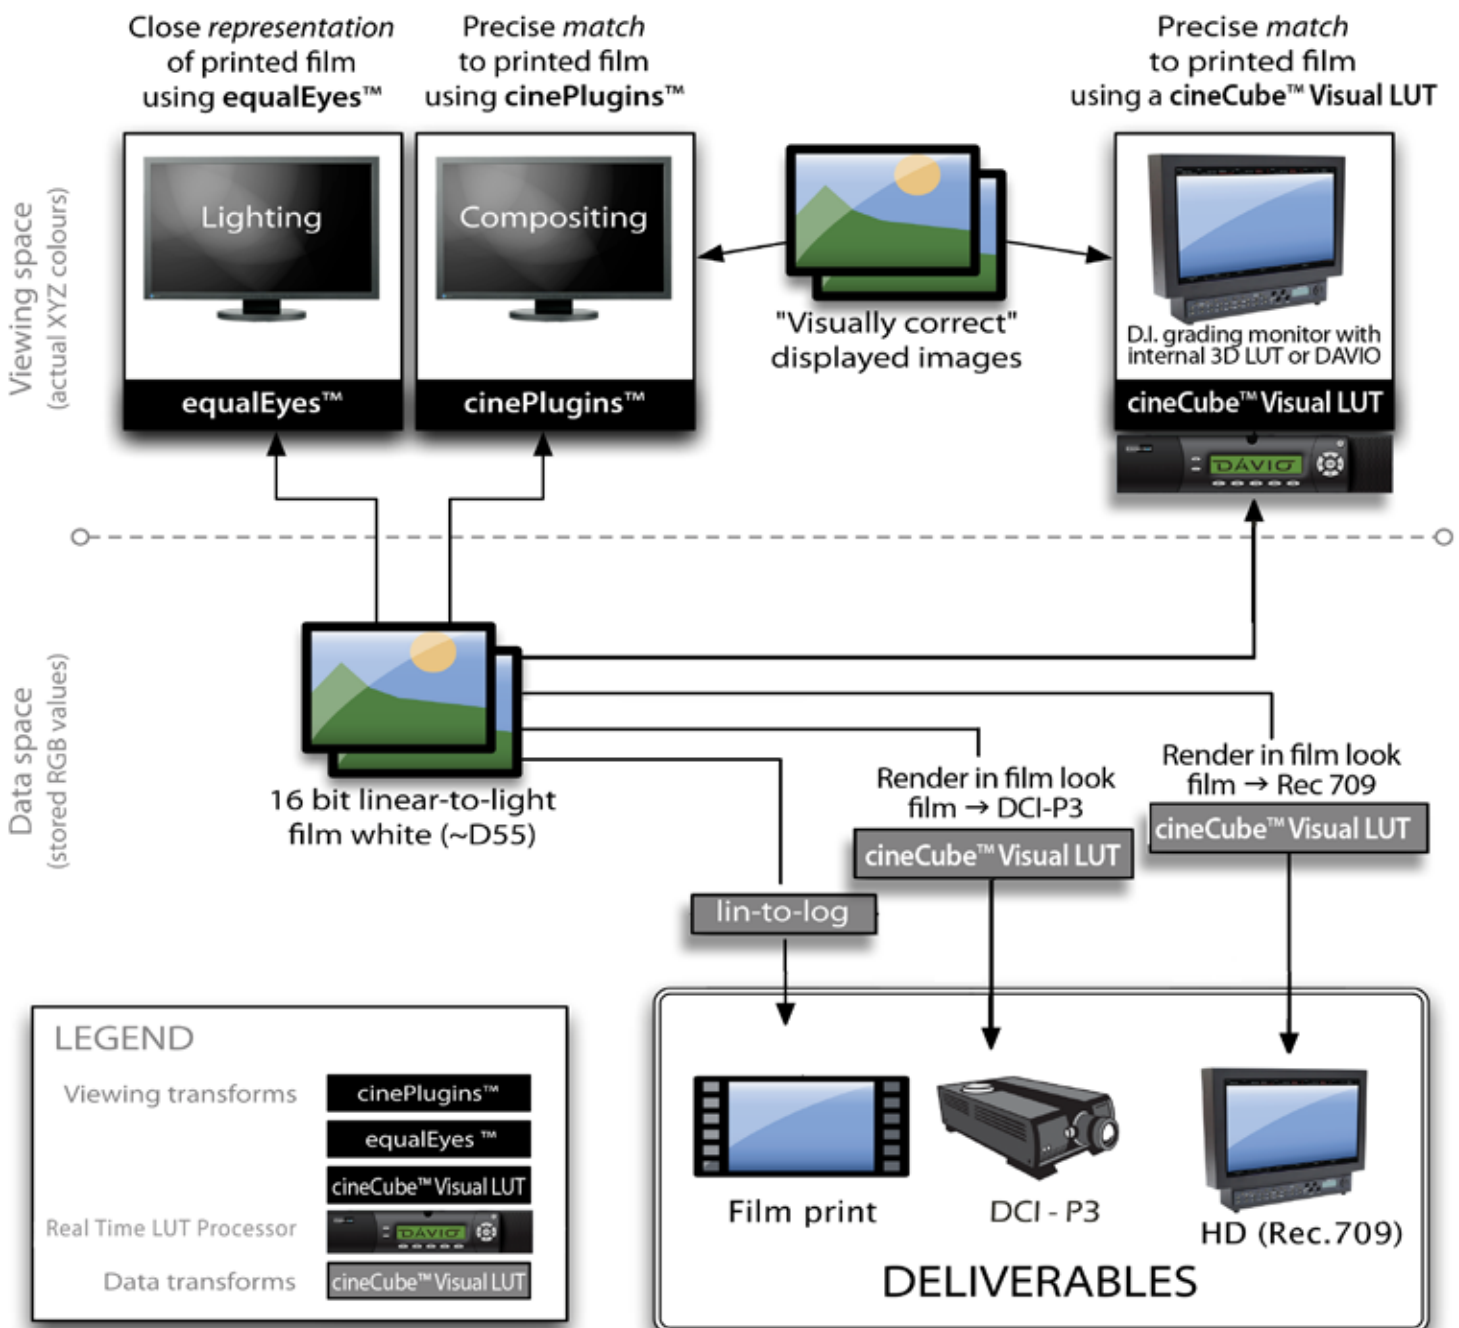 Close representation
of printed film
using equalEyes™
Precise match
to printed film
using cinePlugins™
Precise match
to printed film
using a cineCube™ Visual LUT
Viewing space
(actual XYZ colours)
Lighting
equalEyes™
Compositing
cinePlugins™
"Visually correct"
displayed images
D.I. grading monitor with
internal 3D LUT or DAVIO
cineCube™ Visual LUT
DAVIO
Data space
(stored RGB values)
16 bit linear-to-light
film white (~D55)
Render in film look
film → DCI-P3
cineCube™ Visual LUT
Render in film look
film → Rec 709
cineCube™ Visual LUT
lin-to-log
LEGEND
Viewing transforms
cinePlugins™
equalEyes ™
cineCube™ Visual LUT
Real Time LUT Processor
DAVIO
Data transforms
cineCube™ Visual LUT
Film print
DCI - P3
HD (Rec.709)
DELIVERABLES